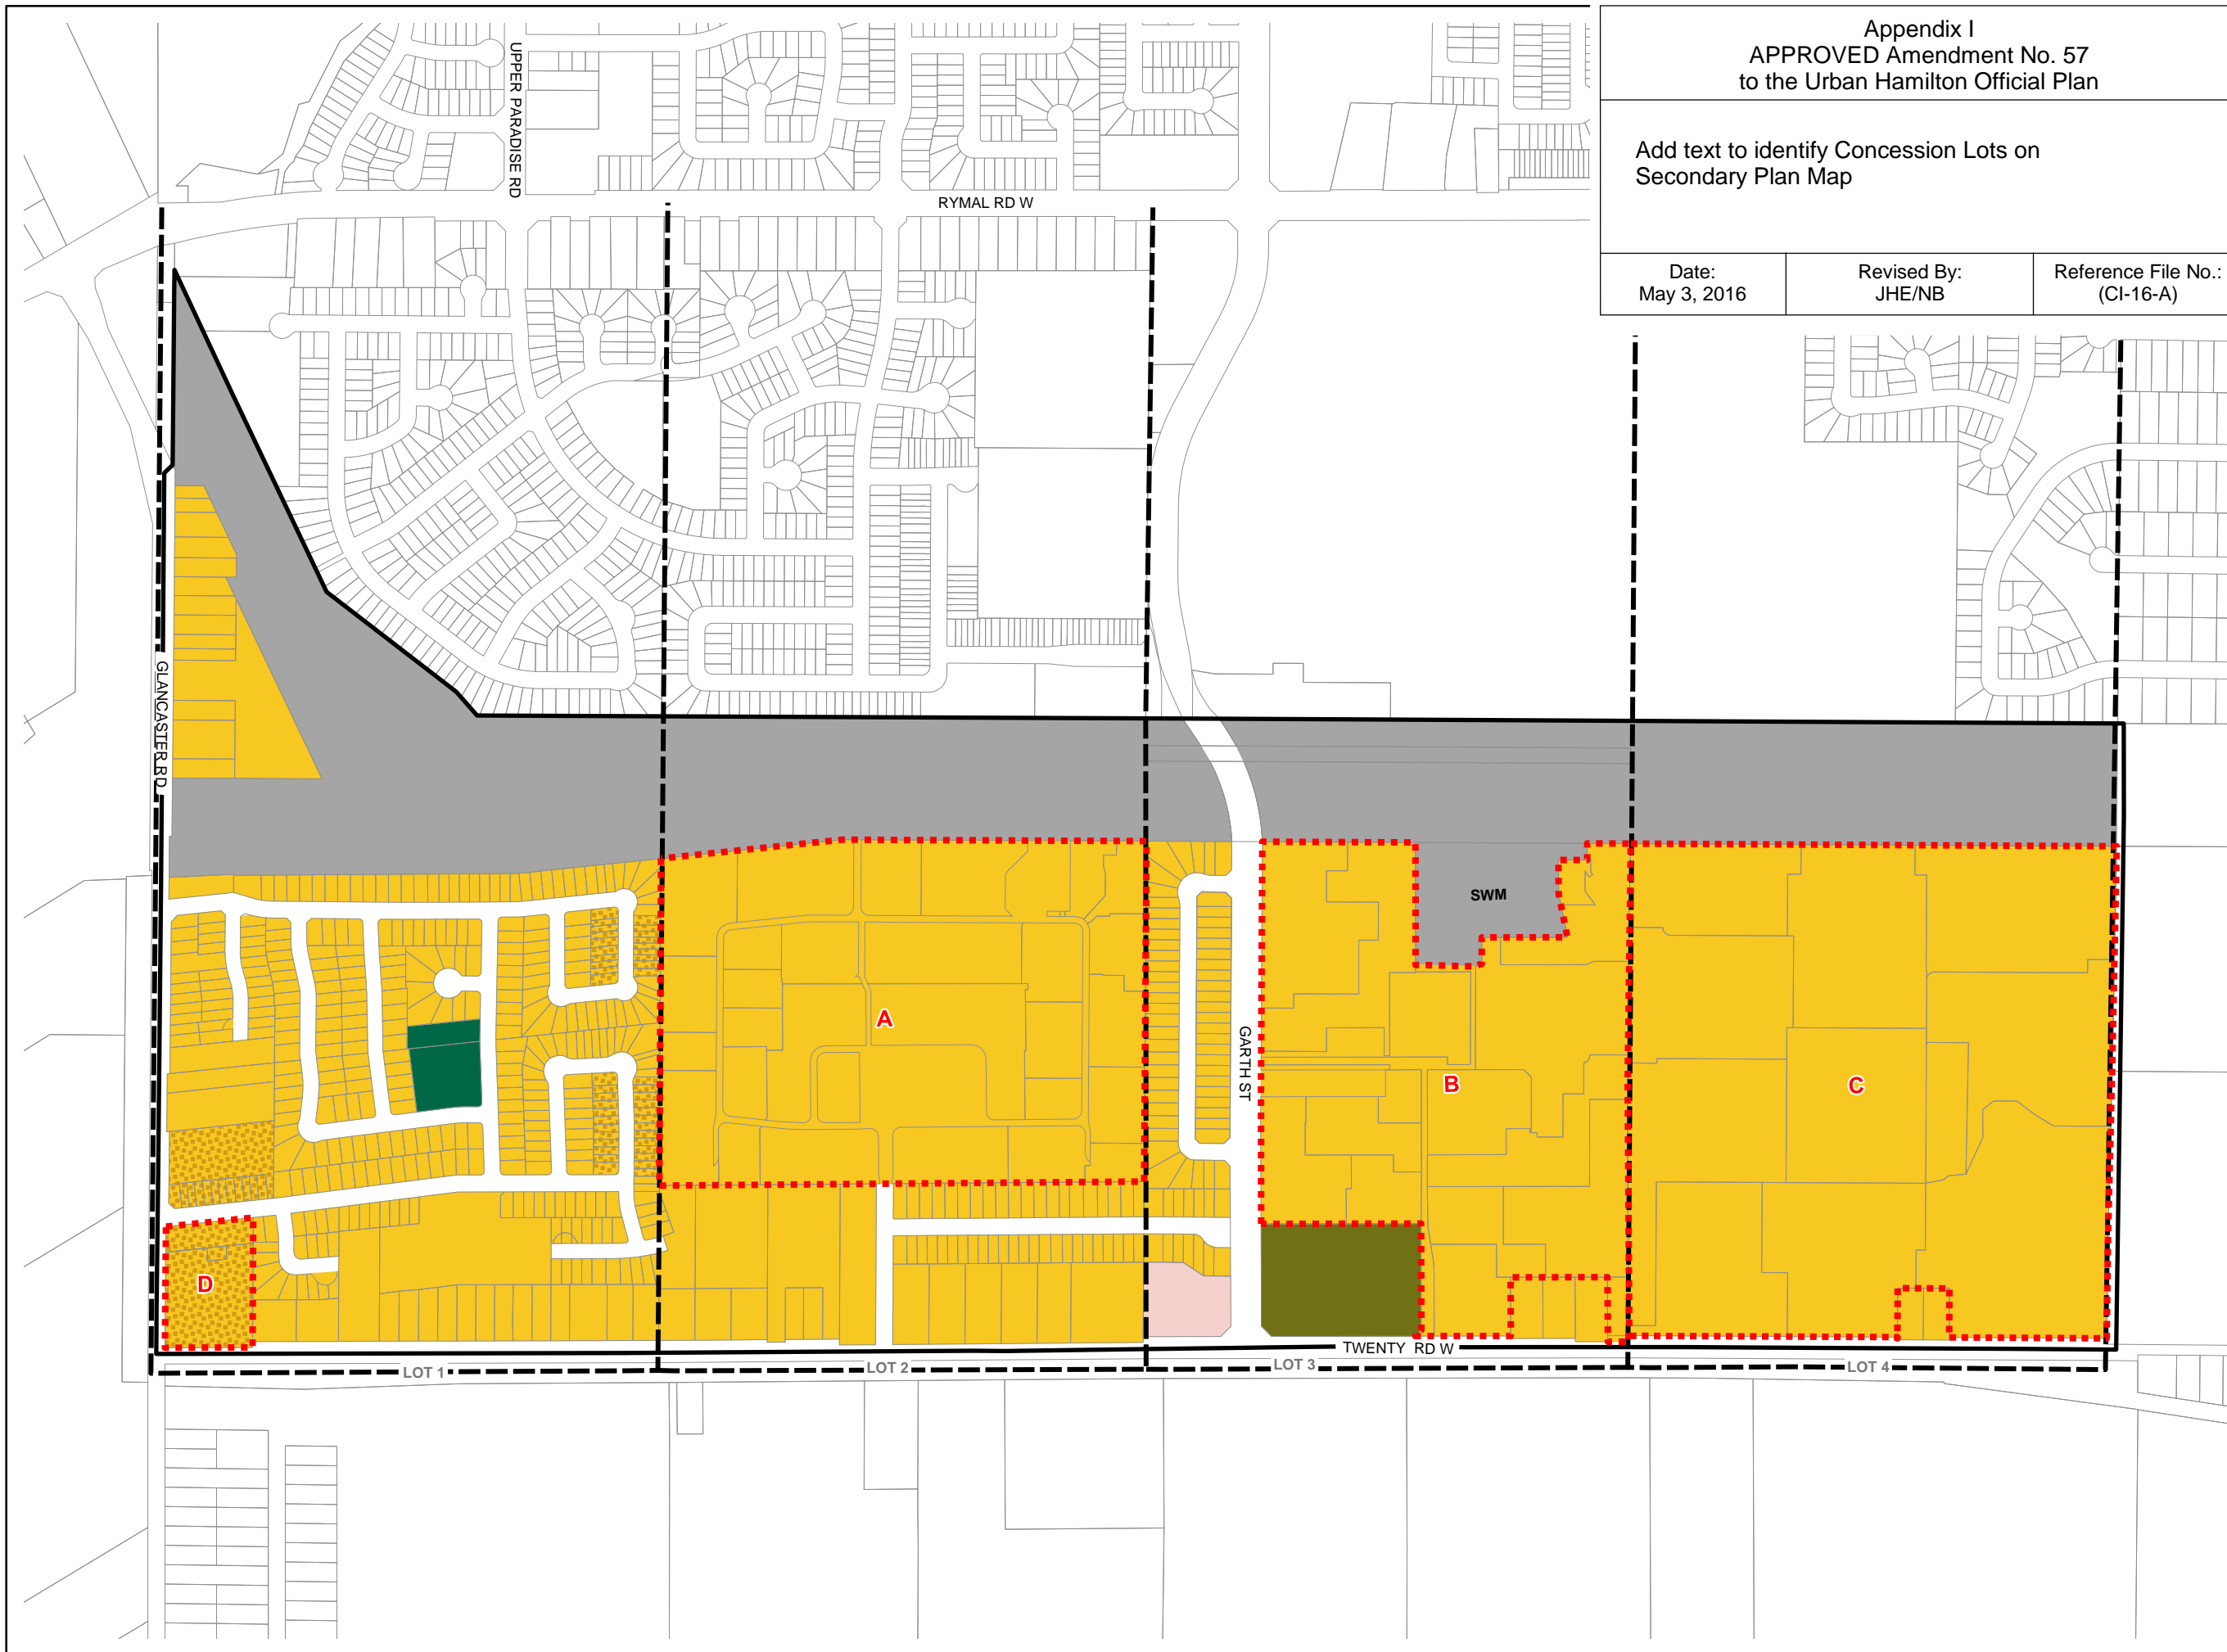 Appendix I
APPROVED Amendment No. 57
to the Urban Hamilton Official Plan
Add text to identify Concession Lots on
Secondary Plan Map
Date:
May 3, 2016
Revised By:
JHE/NB
Reference File No.:
(CI-16-A)
UPPER PARADISE RD
RYMAL RD W
GLANCASTER RD
SWM
A
GARTH ST
B
C
D
TWENTY RD W
LOT 1
LOT 2
LOT 3
LOT 4